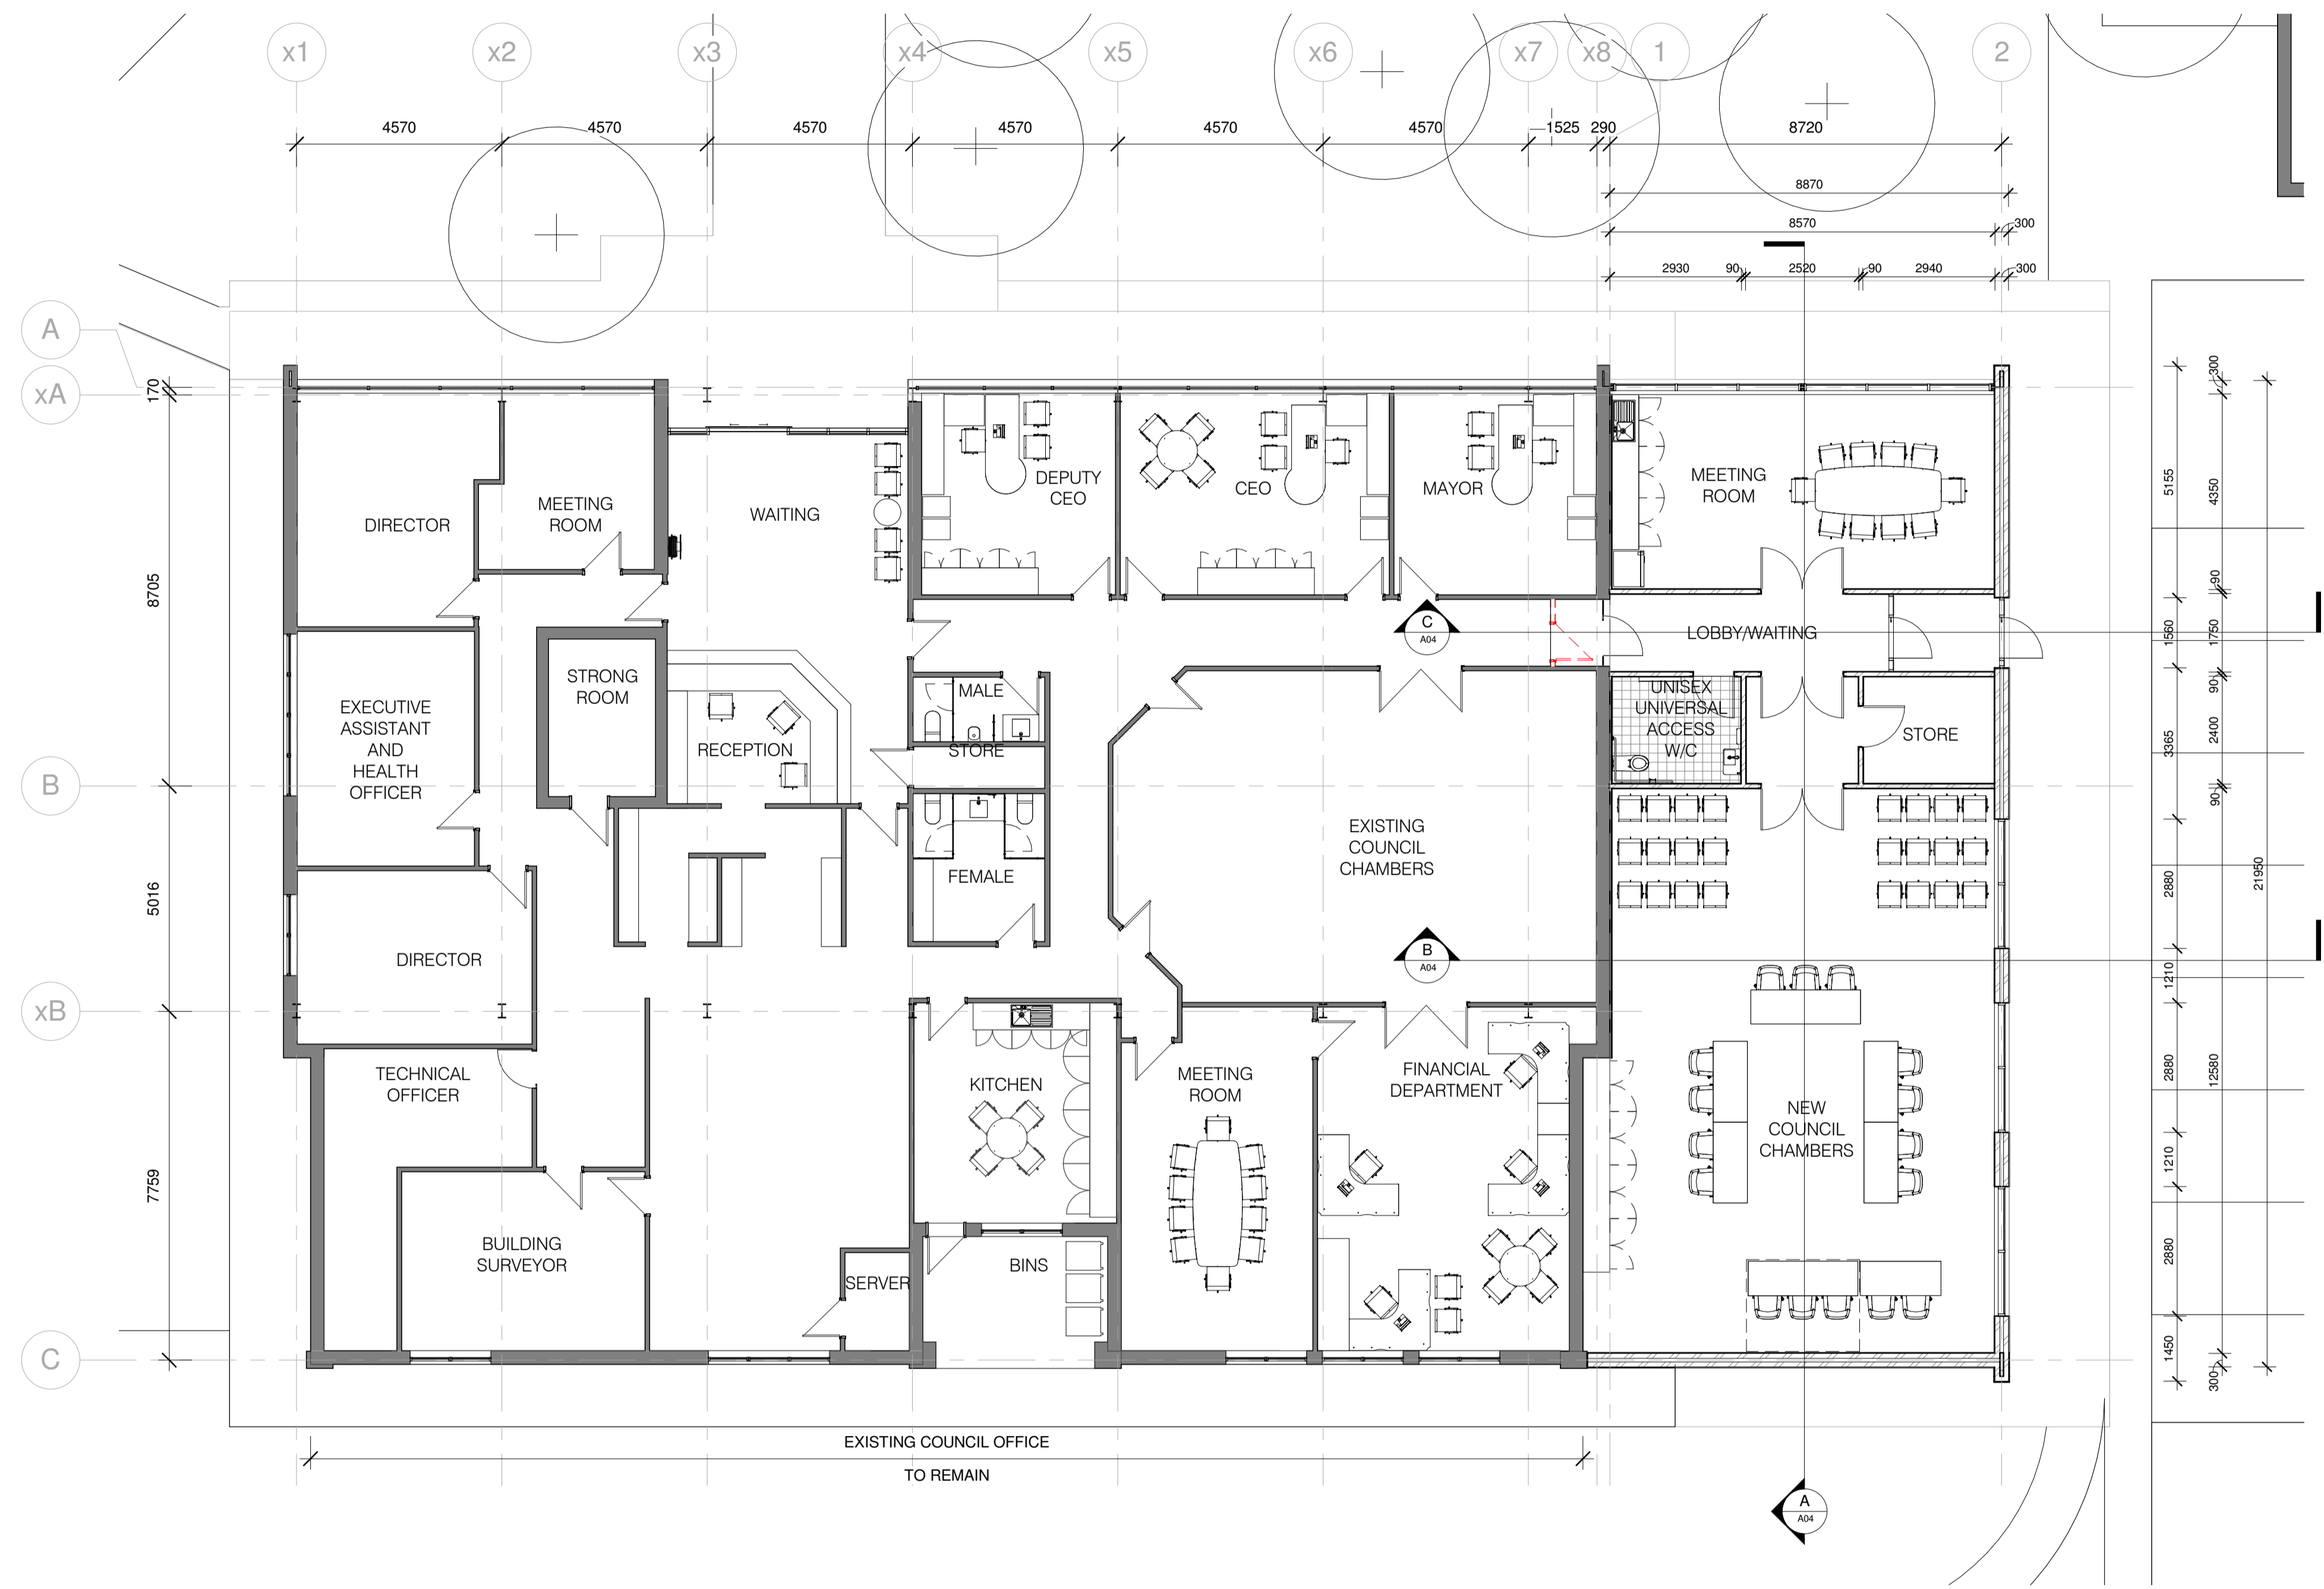 x1
x2
x3
x4
x5
x6
x7
x8
1
2
4570
4570
4570
4570
4570
4570
1525
290
8720
8870
8570
300
2930
90
2520
90
2940
300
A
xA
B
xB
C
170
8705
5016
7759
DIRECTOR
MEETING
ROOM
WAITING
DEPUTY
CEO
CEO
MAYOR
MEETING
ROOM
EXECUTIVE
ASSISTANT
AND
HEALTH
OFFICER
STRONG
ROOM
RECEPTION
MALE
STORE
FEMALE
C
A04
LOBBY/WAITING
UNISEX
UNIVERSAL
ACCESS
W/C
STORE
EXISTING
COUNCIL
CHAMBERS
B
A04
DIRECTOR
TECHNICAL
OFFICER
BUILDING
SURVEYOR
SERVER
KITCHEN
BINS
MEETING
ROOM
FINANCIAL
DEPARTMENT
NEW
COUNCIL
CHAMBERS
5155
1560
3365
2880
1210
2880
1210
2880
1450
300
4350
90
1750
90
2400
90
12580
300
21950
EXISTING COUNCIL OFFICE
TO REMAIN
A
A04